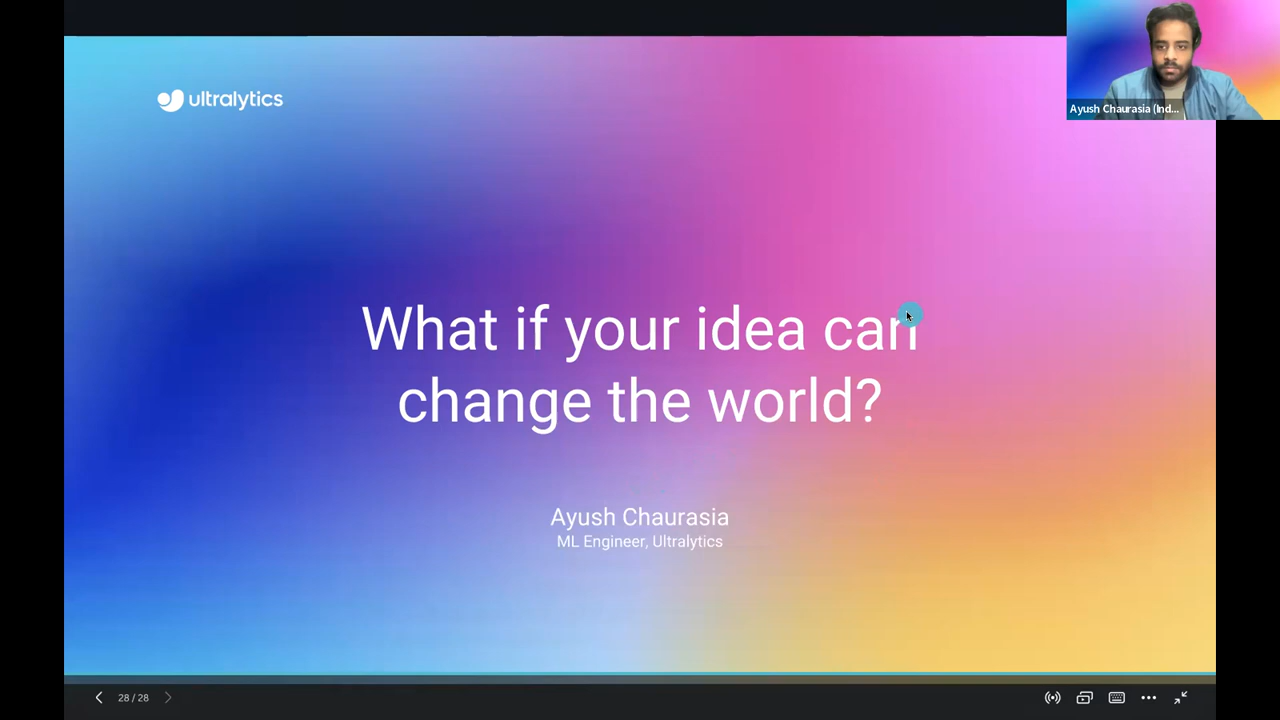 ultralytics
Ayush Chaurasia (Ind...
What if your idea can
change the world?
Ayush Chaurasia
ML Engineer, Ultralytics
28 / 28